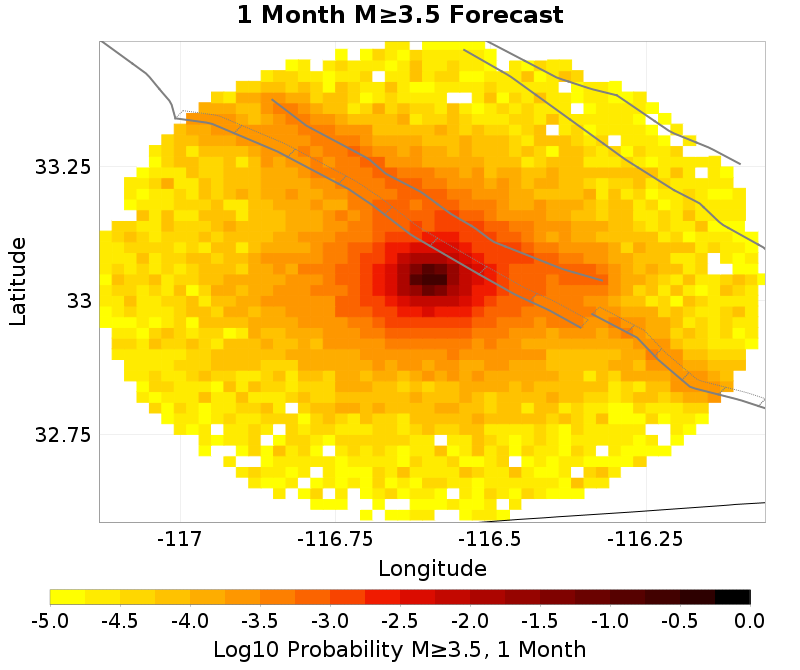 1 Month M≥3.5 Forecast
Latitude
33.25
33
32.75
-117 -116.75 -116.5 -116.25
Longitude
-5.0 -4.5 -4.0 -3.5 -3.0 -2.5 -2.0 -1.5 -1.0 -0.5 0.0
Log10 Probability M≥3.5, 1 Month